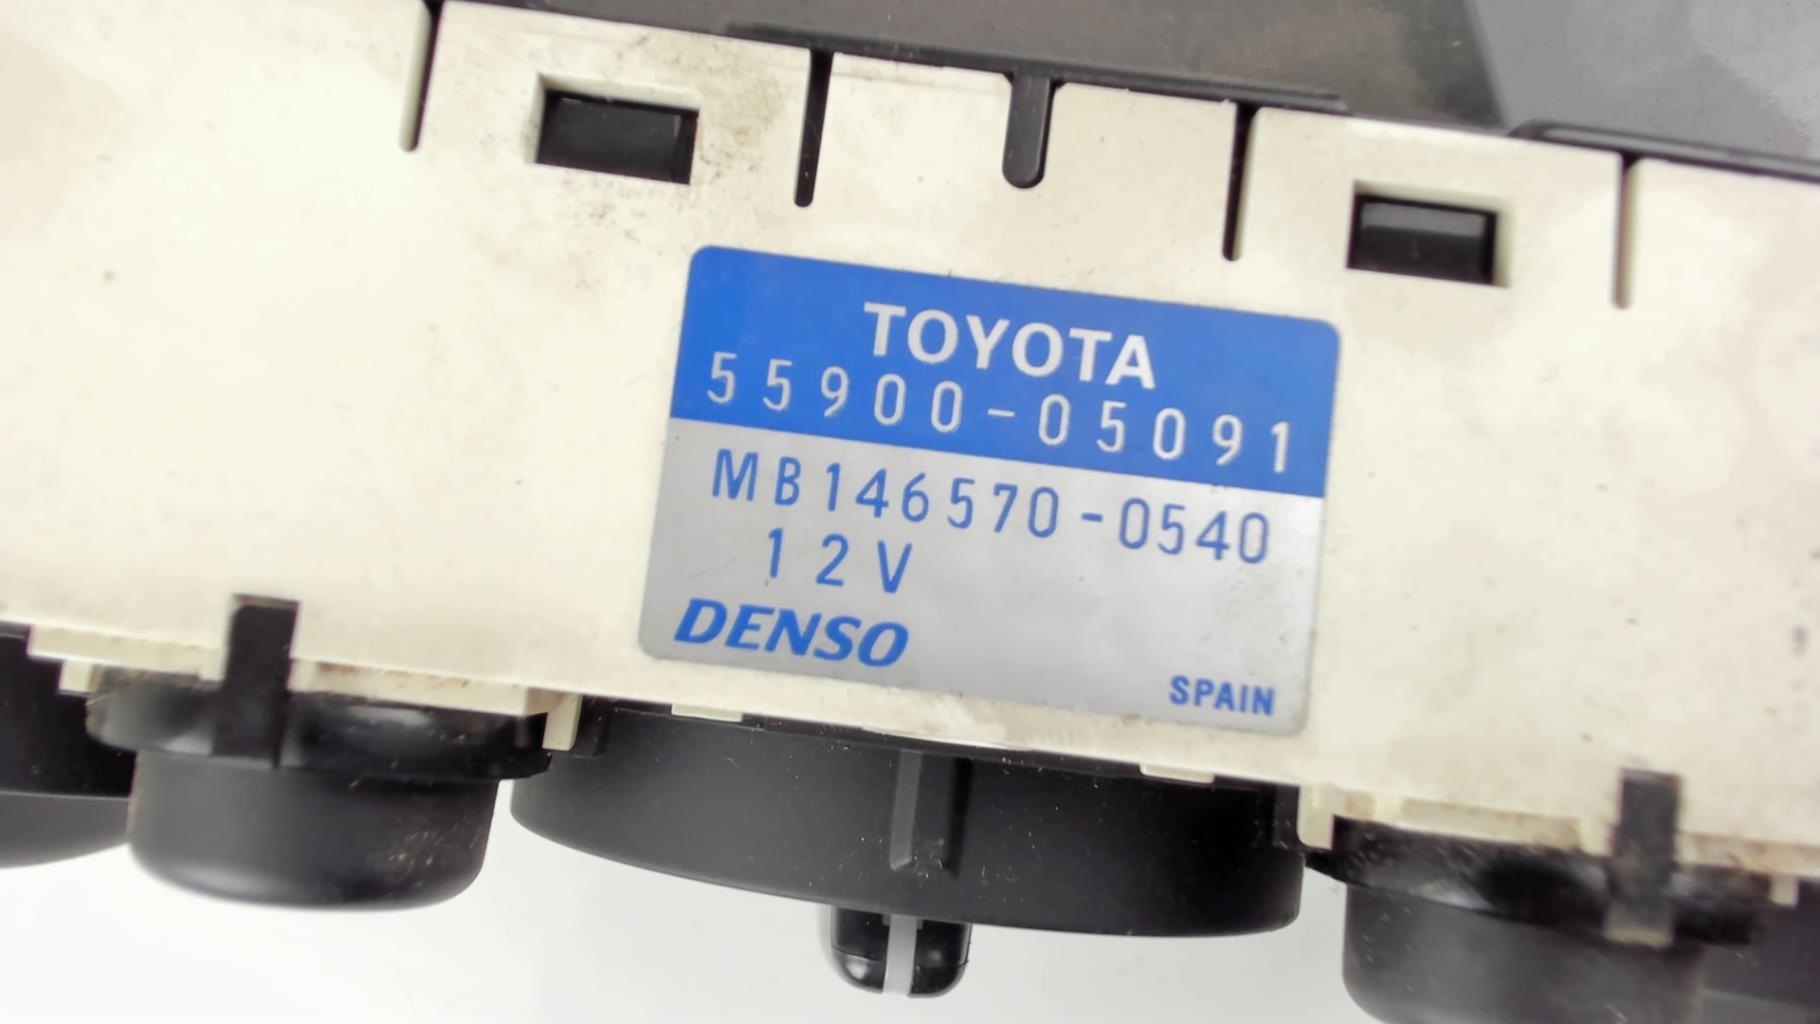 TOYOTA
55900-05091
MB146570-0540
12V
DENSO
SPAIN